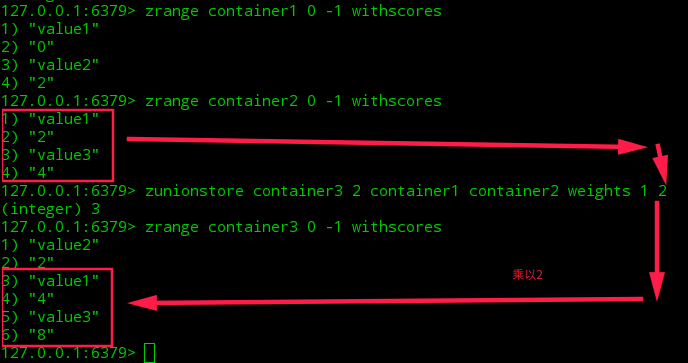 127.0.0.1:6379> zrange container1 0 -1 withscores
1) "value1"
2) "0"
3) "value2"
4) "2"
127.0.0.1:6379> zrange container2 0 -1 withscores
1) "value1"
2) "2"
3) "value3"
4) "4"
127.0.0.1:6379> zunionstore container3 2 container1 container2 weights 1 2
(integer) 3
127.0.0.1:6379> zrange container3 0 -1 withscores
1) "value2"
2) "2"
3) "value1"
乘以2
4) "4"
5) "value3"
6) "8"
127.0.0.1:6379>